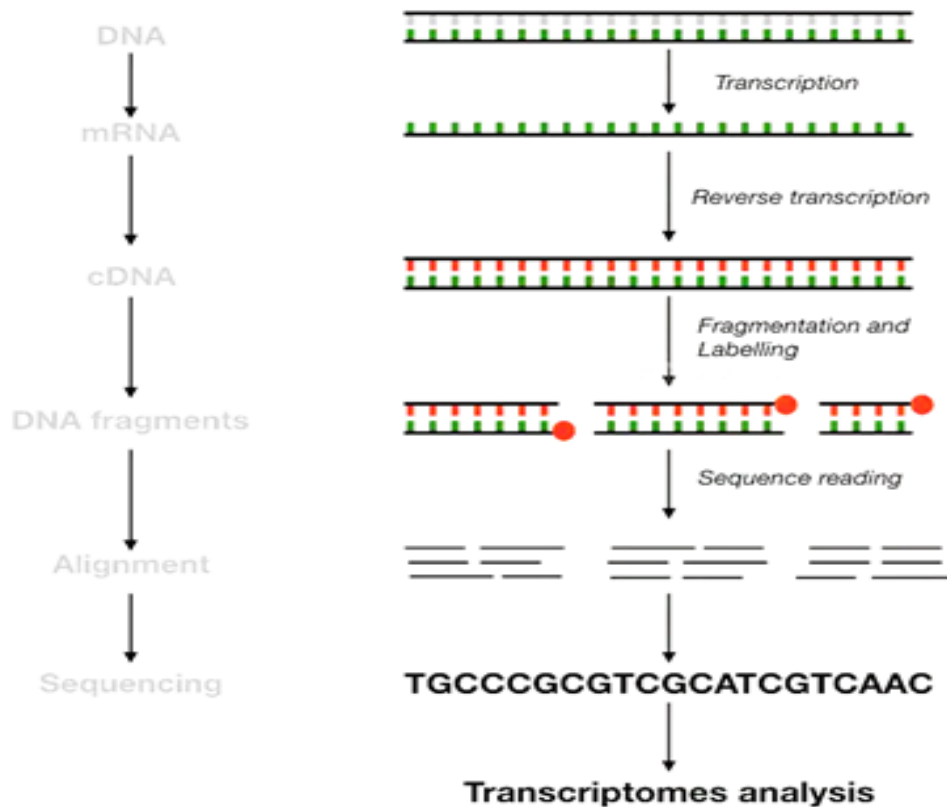 DNA
Transcription
mRNA
Reverse transcription
cDNA
Fragmentation and
Labelling
DNA fragments
Sequence reading
Alignment
Sequencing
TGCCCGCGTCGCATCGTCAAC
Transcriptomes analysis